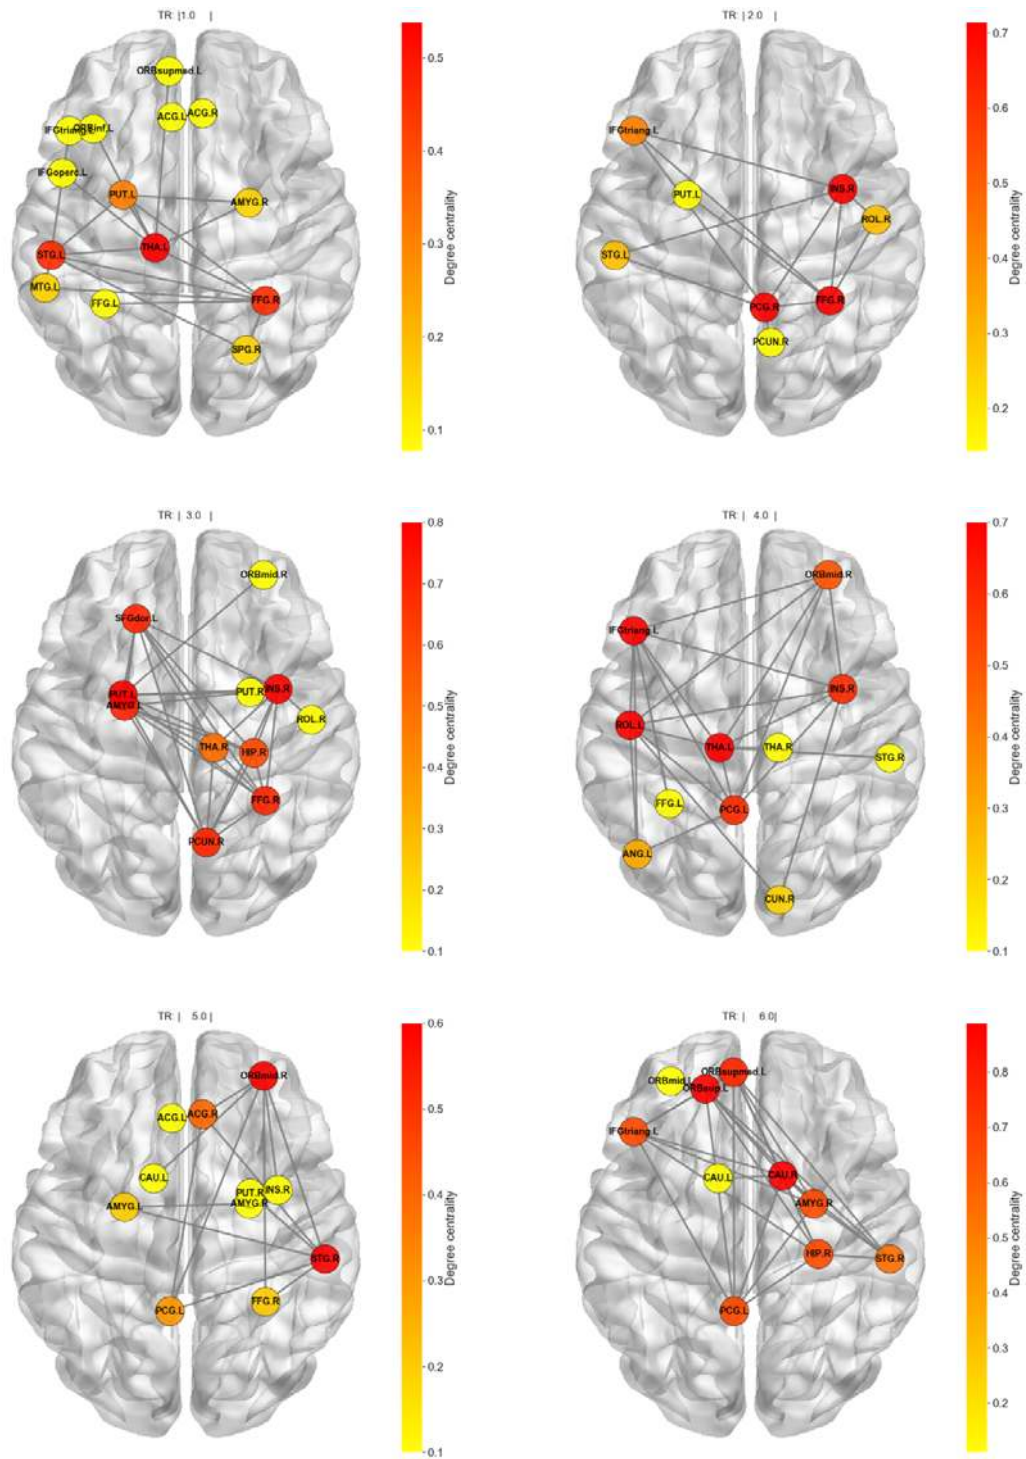 TR: |1.0 |
ORBsupmed.L
ACG.L
ACG.R
IFGtriang.L
ORBinf.L
IFGoperc.L
PUT.L
AMYG.R
STG.L
THA.L
MTG.L
FFG.L
FFG.R
SPG.R
0.5
0.4
0.3
0.2
0.1
Degree centrality
TR: | 2.0 |
IFGtriang.L
PUT.L
INS.R
ROL.R
STG.L
PCG.R
FFG.R
PCUN.R
0.7
0.6
0.5
0.4
0.3
0.2
Degree centrality
TR: | 3.0 |
ORBmid.R
SFGdor.L
PUT.L
AMYG.L
PUT.R
INS.R
ROL.R
THA.R
HIP.R
FFG.R
PCUN.R
0.8
0.7
0.6
0.5
0.4
0.3
0.2
0.1
Degree centrality
TR: | 4.0 |
ORBmid.R
IFGtriang.L
INS.R
ROL.L
THA.L
THA.R
STG.R
FFG.L
PCG.L
ANG.L
CUN.R
0.7
0.6
0.5
0.4
0.3
0.2
0.1
Degree centrality
TR: | 5.0|
ORBmid.R
ACG.L
ACG.R
CAU.L
PUT.R
INS.R
AMYG.L
AMYG.R
STG.R
PCG.L
FFG.R
0.6
0.5
0.4
0.3
0.2
0.1
Degree centrality
TR: | 6.0|
ORBmid.L
ORBsupmed.L
ORBsup.L
IFGtriang.L
CAU.L
CAU.R
AMYG.R
HIP.R
STG.R
PCG.L
0.8
0.7
0.6
0.5
0.4
0.3
0.2
Degree centrality